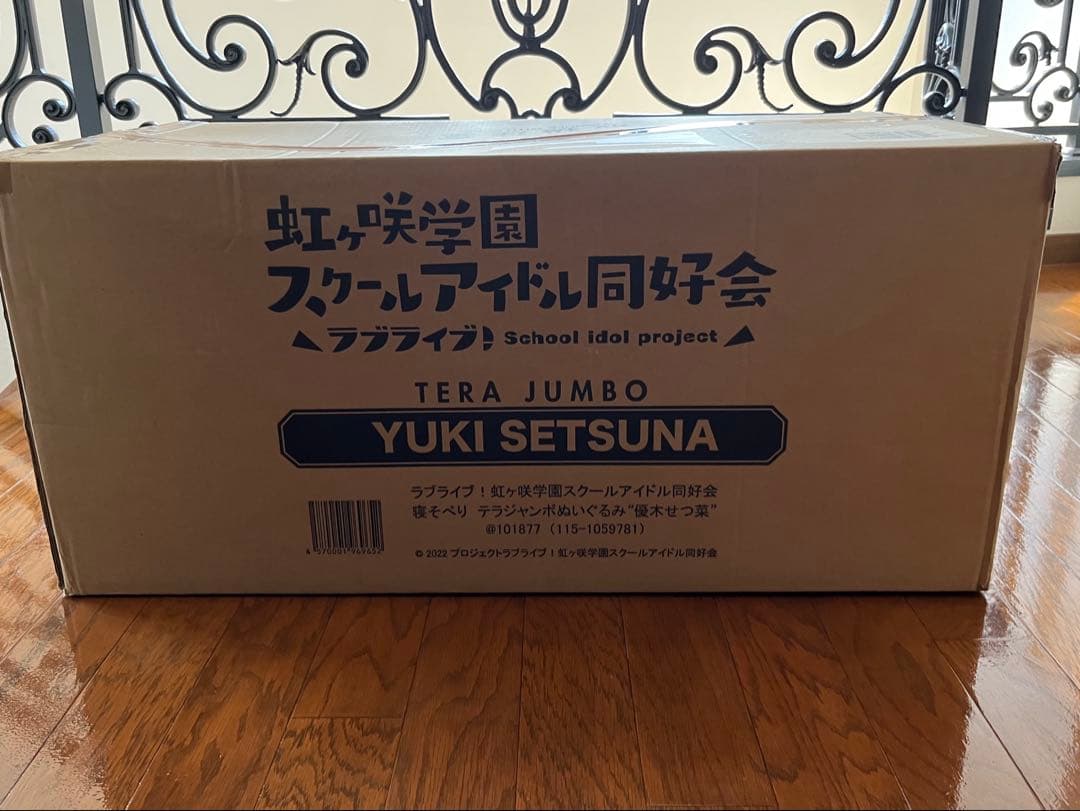 虹ヶ咲学園
スクールアイドル同好会
ラブライブ! School idol project
TERA JUMBO
YUKI SETSUNA
ラブライブ！虹ヶ咲学園スクールアイドル同好会
寝そべり テラジャンボぬいぐるみ"優木せつ菜"
@101877 (115-1059781)
© 2022 プロジェクトラブライブ！虹ヶ咲学園スクールアイドル同好会